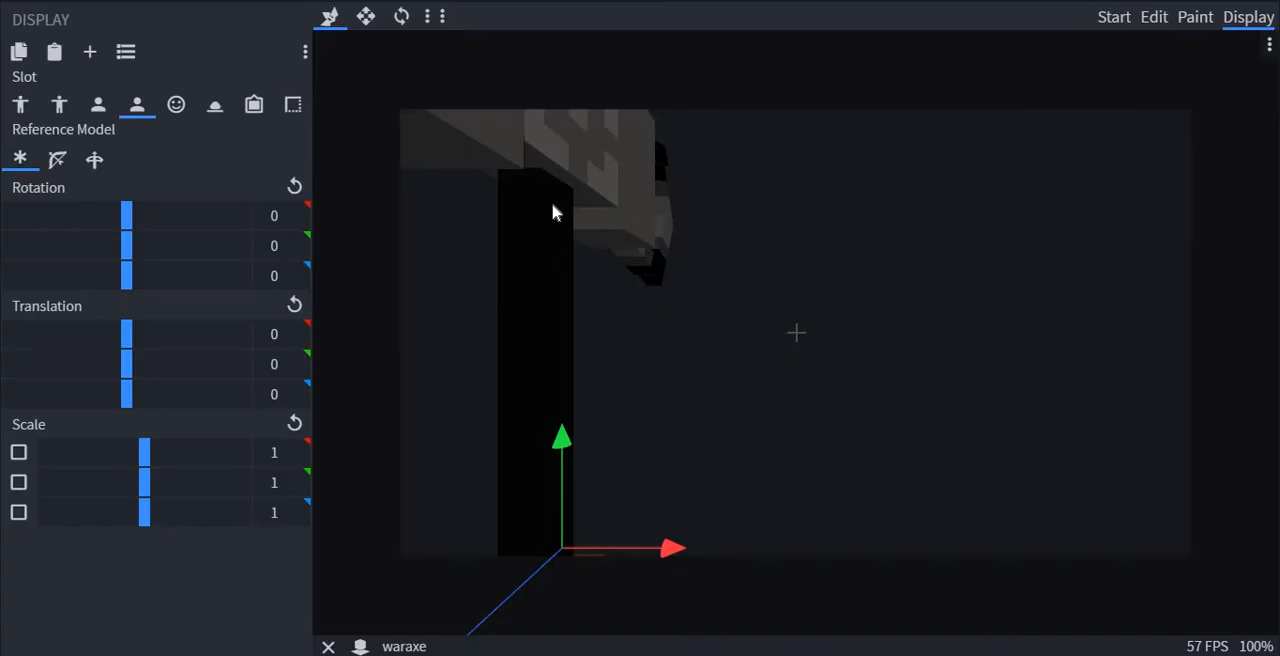 DISPLAY
Start Edit Paint Display
Slot
Reference Model
Rotation
0
0
0
Translation
0
0
0
Scale
1
1
1
waraxe
57 FPS 100%